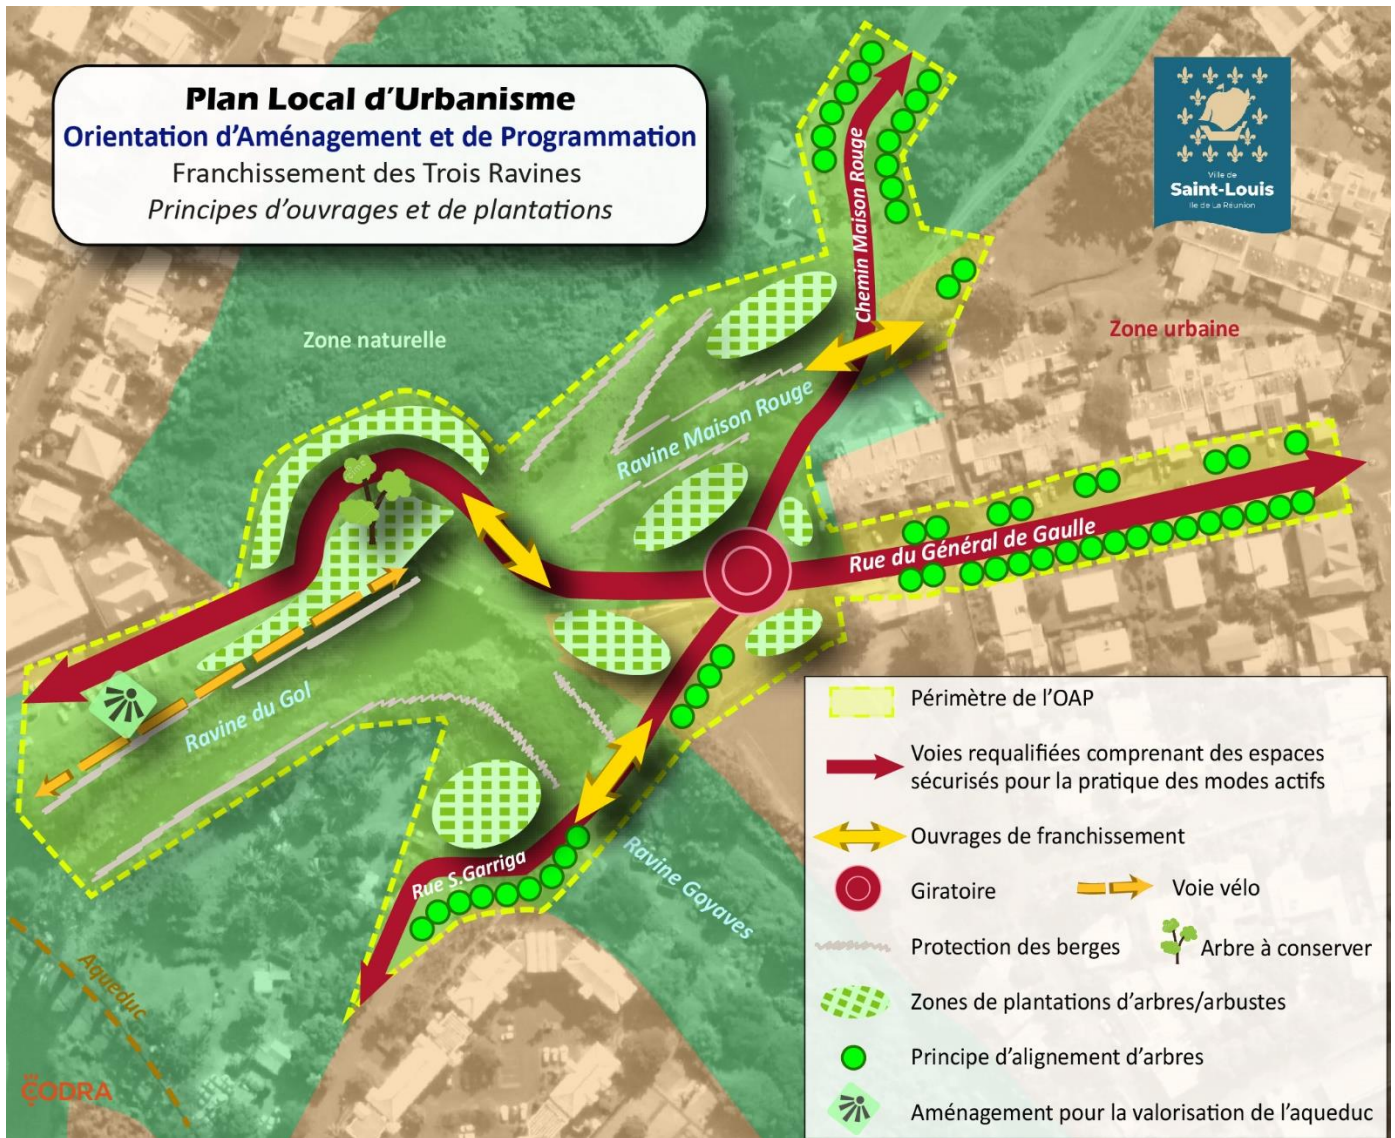 Plan Local d'Urbanisme
Orientation d'Aménagement et de Programmation
Franchissement des Trois Ravines
Principes d'ouvrages et de plantations
Ville de
Saint-Louis
Ile de La Réunion
Chemin Maison Rouge
Zone naturelle
Zone urbaine
Ravine Maison Rouge
Rue du Général de Gaulle
Ravine du Gol
Rue S.Garriga
Ravine Goyaves
Aqueduc
CODRA
Périmètre de l'OAP
Voies requalifiées comprenant des espaces
sécurisés pour la pratique des modes actifs
Ouvrages de franchissement
Giratoire
Voie vélo
Protection des berges
Arbre à conserver
Zones de plantations d'arbres/arbustes
Principe d'alignement d'arbres
Aménagement pour la valorisation de l'aqueduc